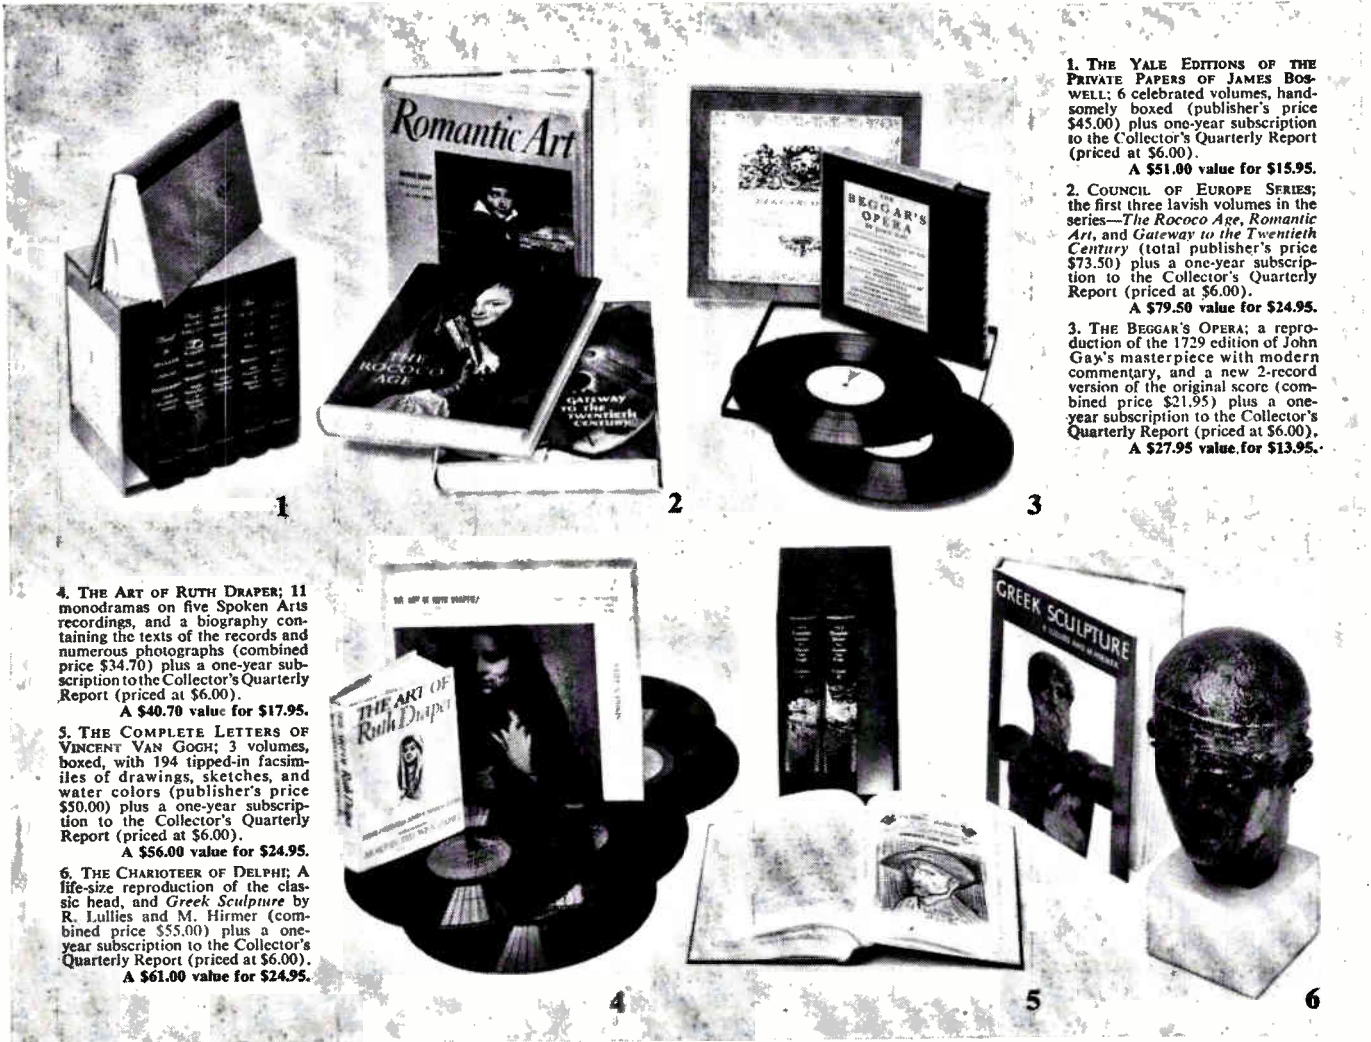 1. THE YALE EDITIONS OF THE
PRIVATE PAPERS OF JAMES BOS-
WELL; 6 celebrated volumes, hand-
somely boxed (publisher's price
$45.00) plus one-year subscription
to the Collector's Quarterly Report
(priced at $6.00).
A $51.00 value for $15.95.
2. COUNCIL OF EUROPE SERIES;
the first three lavish volumes in the
series—The Rococo Age, Romantic
Art, and Gateway to the Twentieth
Century (total publisher's price
$73.50) plus a one-year subscrip-
tion to the Collector's Quarterly
Report (priced at $6.00).
A $79.50 value for $24.95.
3. THE BEGGAR'S OPERA; a repro-
duction of the 1729 edition of John
Gay's masterpiece with modern
commentary, and a new 2-record
version of the original score (com-
bined price $21.95) plus a one-
year subscription to the Collector's
Quarterly Report (priced at $6.00).
A $27.95 value for $13.95.
Romantic Art
THE
ROCOCO
AGE
GATEWAY
TO THE
TWENTIETH
CENTURY
THE
BEGGAR'S
OPERA
1
2
3
4. THE ART OF RUTH DRAPER; 11
monodramas on five Spoken Arts
recordings, and a biography con-
taining the texts of the records and
numerous photographs (combined
price $34.70) plus a one-year sub-
scription to the Collector's Quarterly
Report (priced at $6.00).
A $40.70 value for $17.95.
5. THE COMPLETE LETTERS OF
VINCENT VAN GOGH; 3 volumes,
boxed, with 194 tipped-in facsim-
iles of drawings, sketches, and
water colors (publisher's price
$50.00) plus a one-year subscrip-
tion to the Collector's Quarterly
Report (priced at $6.00).
A $56.00 value for $24.95.
6. THE CHARIOTEER OF DELPHI; A
life-size reproduction of the clas-
sic head, and Greek Sculpture by
R. Lullies and M. Hirmer (com-
bined price $55.00) plus a one-
year subscription to the Collector's
Quarterly Report (priced at $6.00).
A $61.00 value for $24.95.
THE ART OF RUTH DRAPER
THE ART OF
Ruth Draper
GREEK SCULPTURE
4
5
6